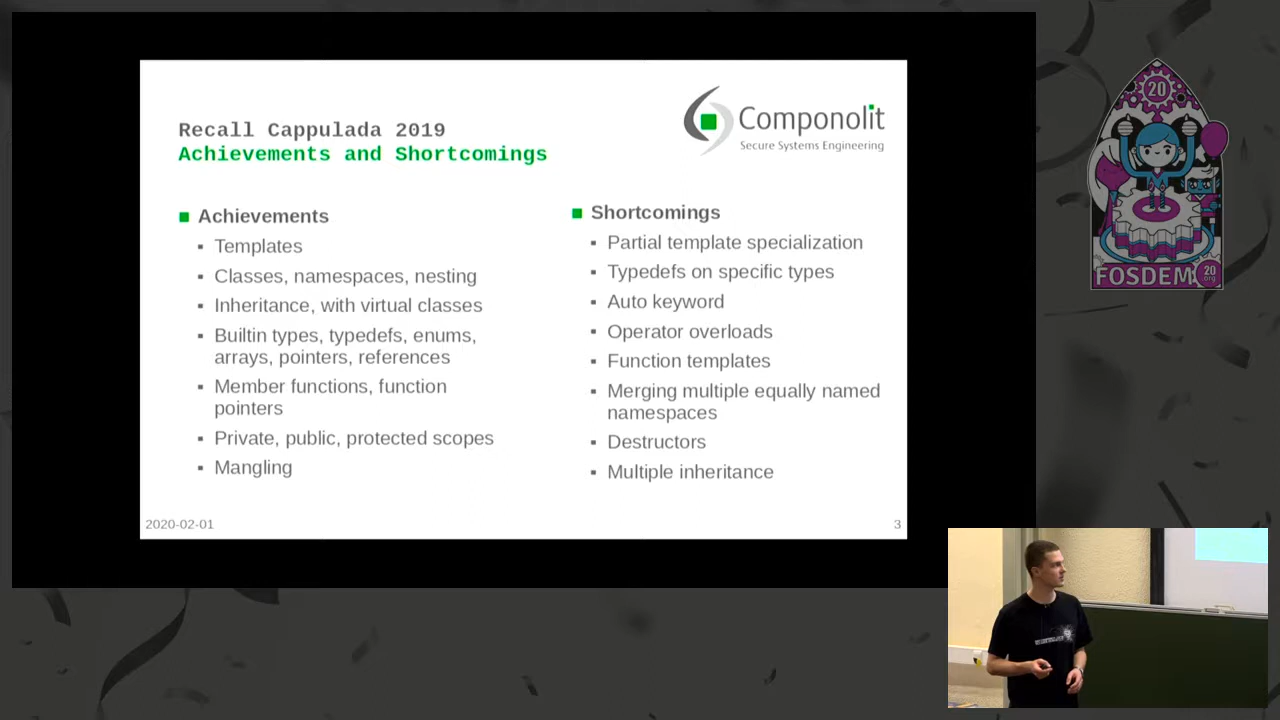 Recall Cappulada 2019
Achievements and Shortcomings
Componolit
Secure Systems Engineering
Achievements
Templates
Classes, namespaces, nesting
Inheritance, with virtual classes
Builtin types, typedefs, enums,
arrays, pointers, references
Member functions, function
pointers
Private, public, protected scopes
Mangling
Shortcomings
Partial template specialization
Typedefs on specific types
Auto keyword
Operator overloads
Function templates
Merging multiple equally named
namespaces
Destructors
Multiple inheritance
2020-02-01
3
20
FOSDEM
20
.org